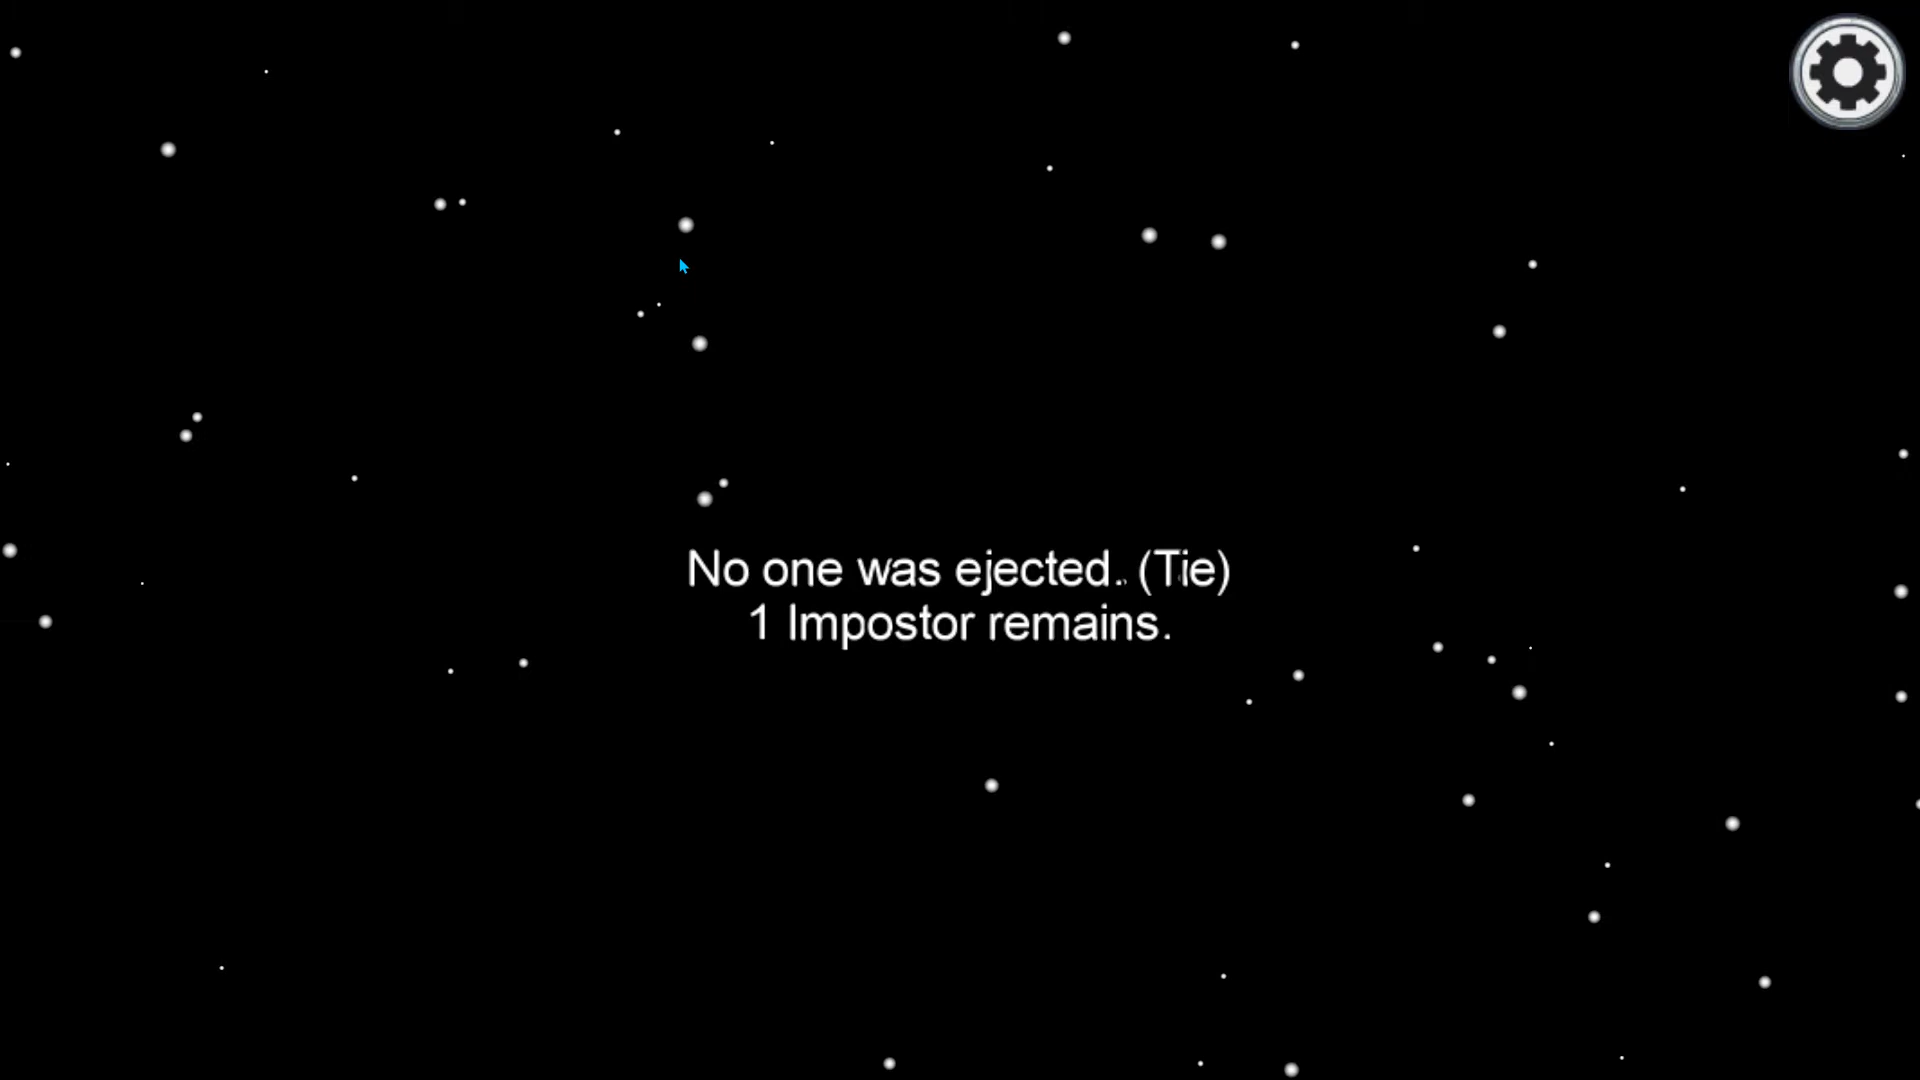 No one was ejected. (Tie)
1 Impostor remains.